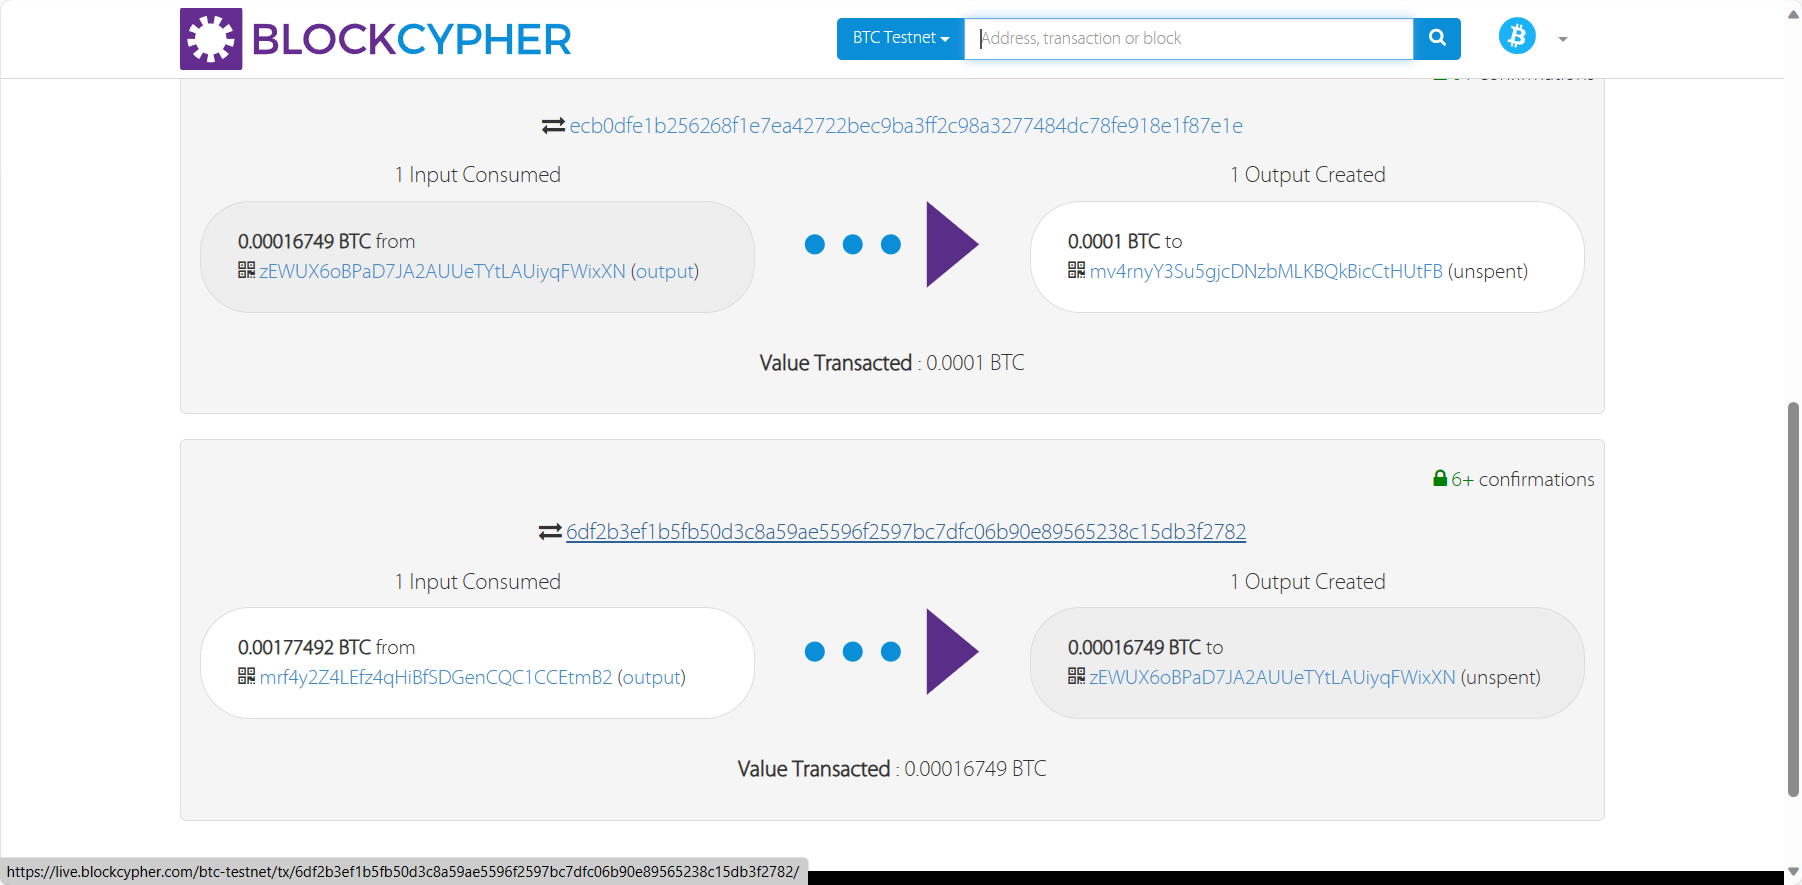 BLOCKCYPHER
BTC Testnet
Address, transaction or block
6+ confirmations
ecb0dfe1b256268f1e7ea42722bec9ba3ff2c98a3277484dc78fe918e1f87e1e
1 Input Consumed
1 Output Created
0.00016749 BTC from
zEWUX6oBPaD7JA2AUUeTYtLAUiyqFWixXN (output)
0.0001 BTC to
mv4rnyY3Su5gjcDNzbMLKBQkBicCtHUtFB (unspent)
Value Transacted : 0.0001 BTC
6+ confirmations
6df2b3ef1b5fb50d3c8a59ae5596f2597bc7dfc06b90e89565238c15db3f2782
1 Input Consumed
1 Output Created
0.00177492 BTC from
mrf4y2Z4LEfz4qHiBfSDGenCQC1CCEtmB2 (output)
0.00016749 BTC to
zEWUX6oBPaD7JA2AUUeTYtLAUiyqFWixXN (unspent)
Value Transacted : 0.00016749 BTC
https://live.blockcypher.com/btc-testnet/tx/6df2b3ef1b5fb50d3c8a59ae5596f2597bc7dfc06b90e89565238c15db3f2782/